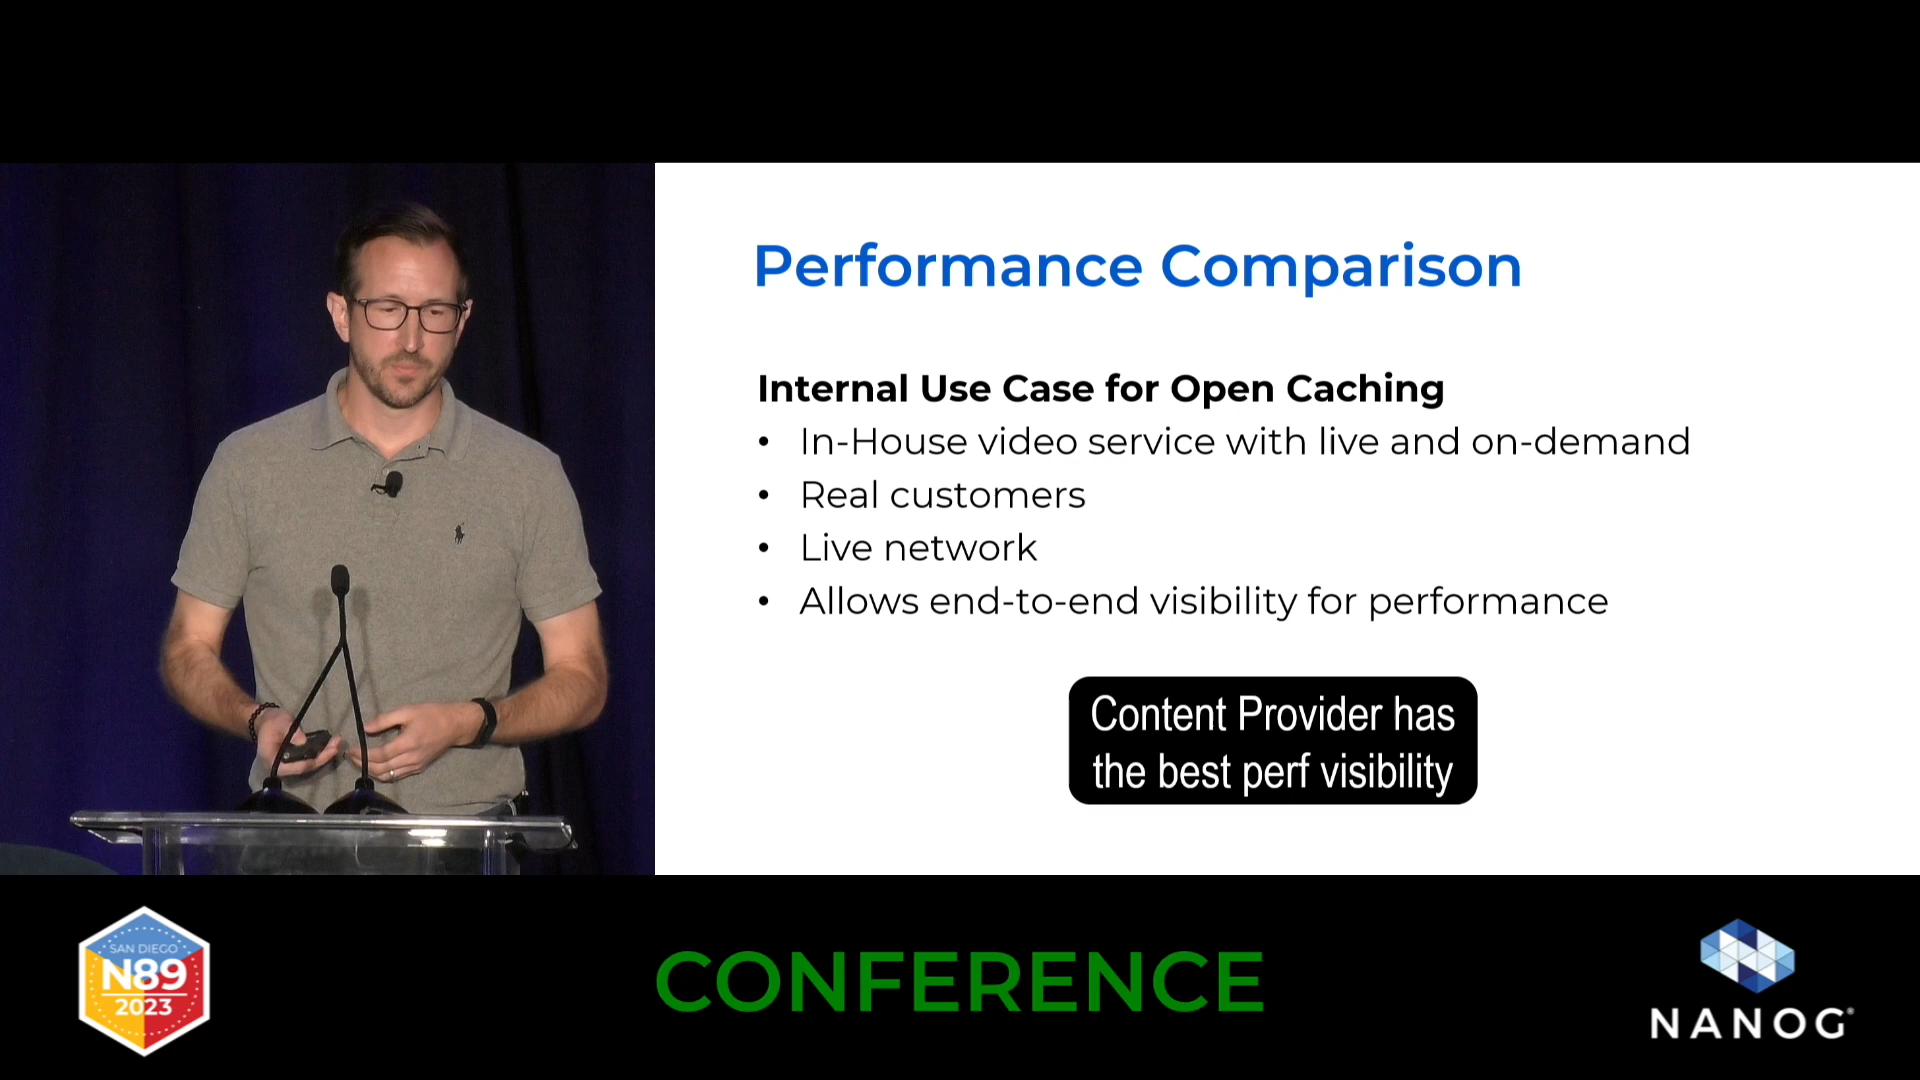 Performance Comparison
Internal Use Case for Open Caching
• In-House video service with live and on-demand
• Real customers
• Live network
• Allows end-to-end visibility for performance
Content Provider has
the best perf visibility
SAN DIEGO
N89
2023
CONFERENCE
NANOG®